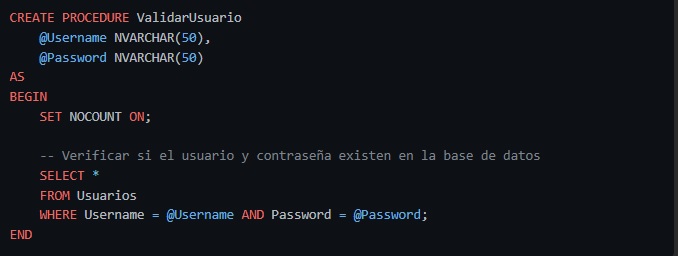 CREATE PROCEDURE ValidarUsuario
    @Username NVARCHAR(50),
    @Password NVARCHAR(50)
AS
BEGIN
    SET NOCOUNT ON;

    -- Verificar si el usuario y contraseña existen en la base de datos
    SELECT *
    FROM Usuarios
    WHERE Username = @Username AND Password = @Password;
END